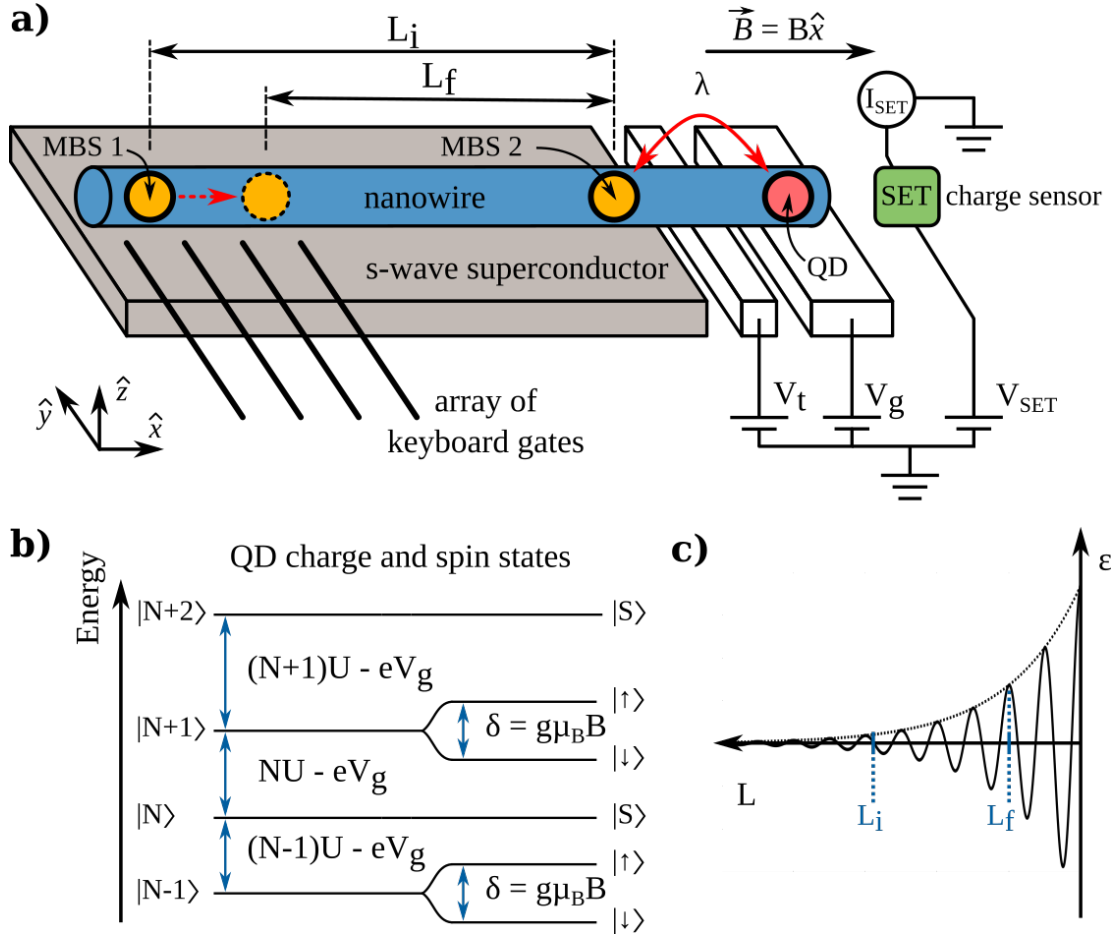 a)
L_i
L_f
B⃗ = Bx̂
λ
I_SET
MBS 1
MBS 2
nanowire
SET
charge sensor
s-wave superconductor
QD
ẑ
ŷ
x̂
array of
keyboard gates
V_t
V_g
V_SET
b)
QD charge and spin states
Energy
|N+2⟩
|S⟩
(N+1)U - eV_g
|N+1⟩
|↑⟩
δ = gμ_BB
|↓⟩
NU - eV_g
|N⟩
|S⟩
(N-1)U - eV_g
|↑⟩
|N-1⟩
δ = gμ_BB
|↓⟩
c)
ε
L
L_i
L_f